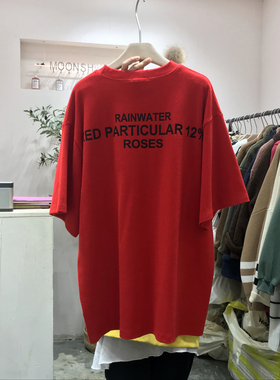 MOONSH
RAINWATER
ED PARTICULAR 12%
ROSES